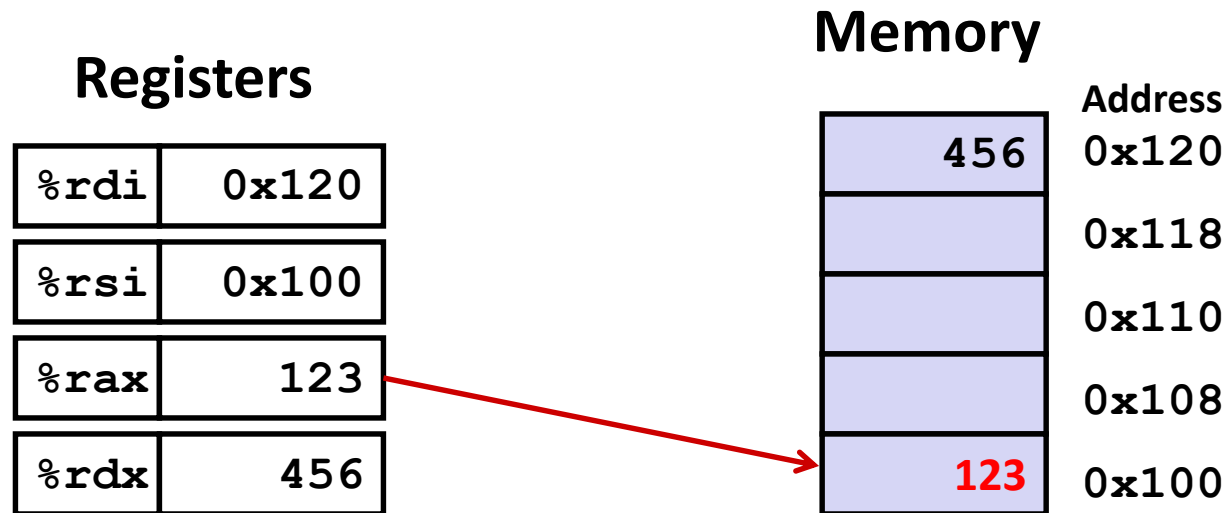 Registers
%rdi 0x120
%rsi 0x100
%rax 123
%rdx 456
Memory
Address
456 0x120
0x118
0x110
0x108
123 0x100